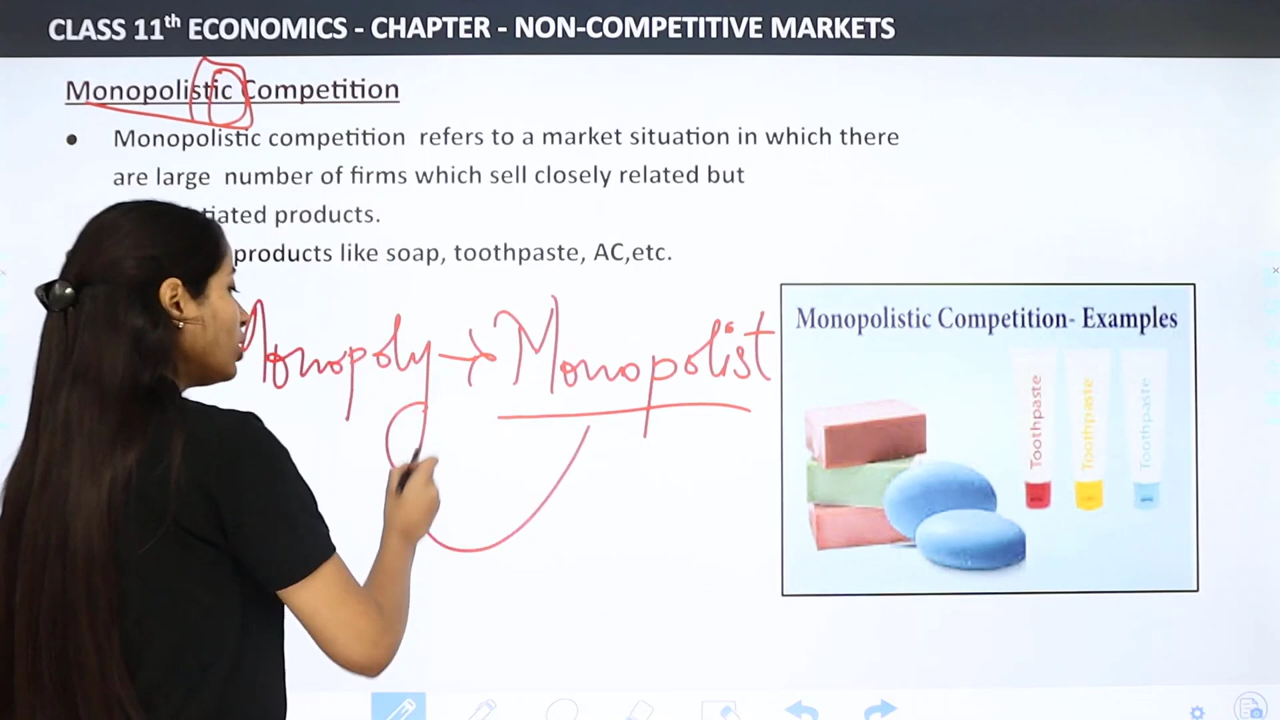 CLASS 11th ECONOMICS - CHAPTER - NON-COMPETITIVE MARKETS
Monopolistic Competition
• Monopolistic competition refers to a market situation in which there
are large number of firms which sell closely related but
tiated products.
products like soap, toothpaste, AC,etc.
Monopoly → Monopolist
Monopolistic Competition- Examples
Toothpaste
Toothpaste
Toothpaste